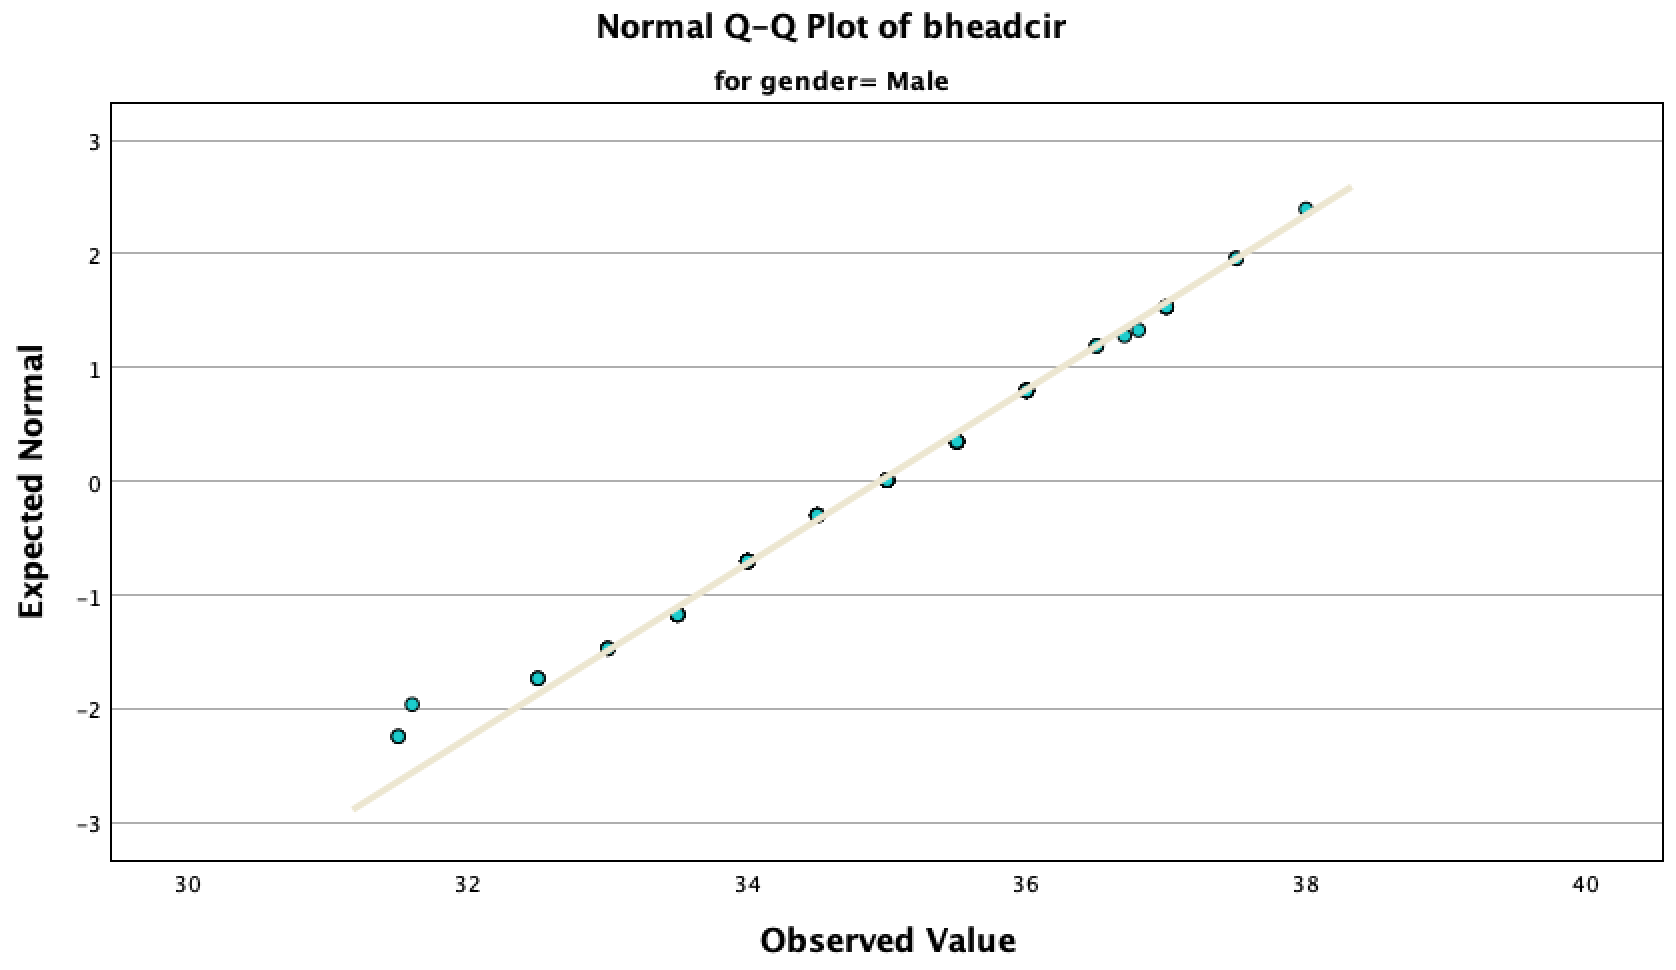 Normal Q–Q Plot of bheadcir
for gender= Male
Expected Normal
3
2
1
0
–1
–2
–3
30 32 34 36 38 40
Observed Value